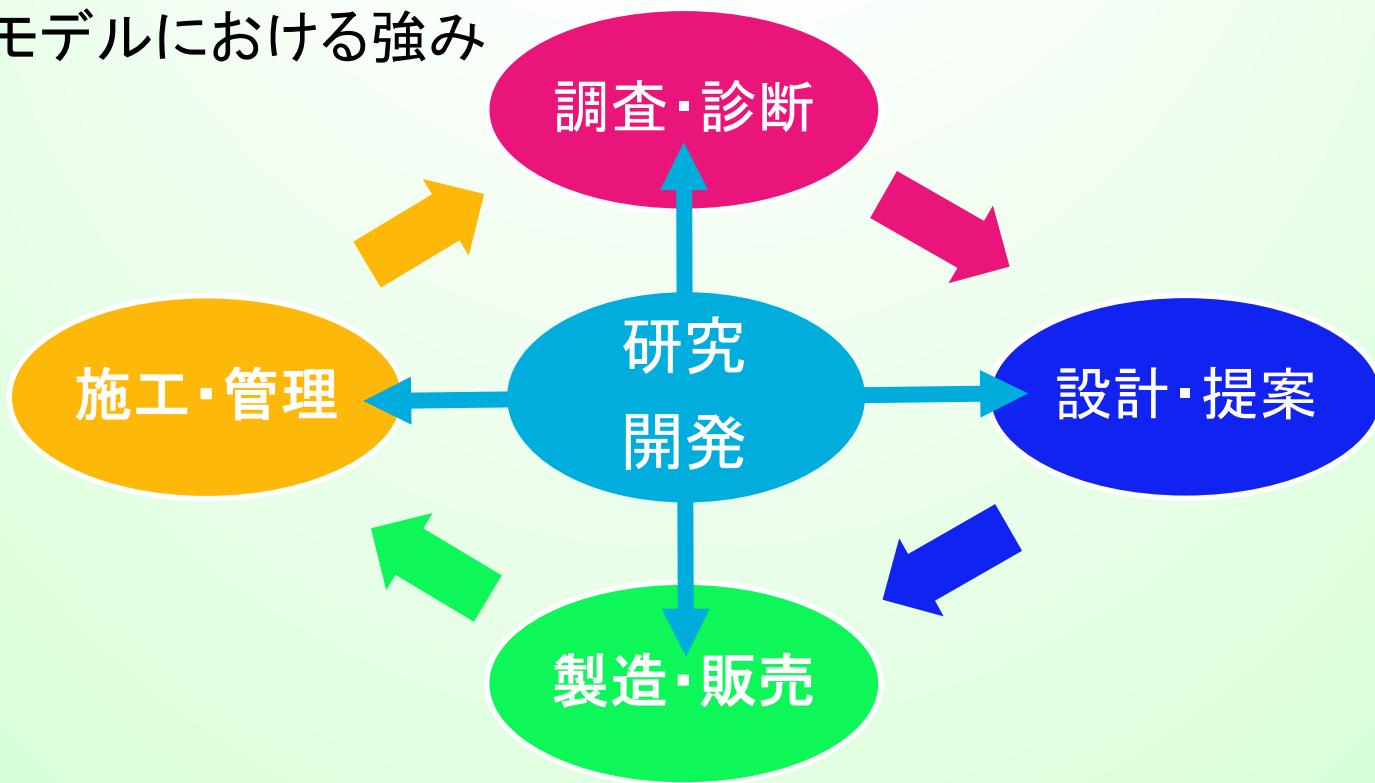 モデルにおける強み
調査・診断
研究
開発
施工・管理
設計・提案
製造・販売